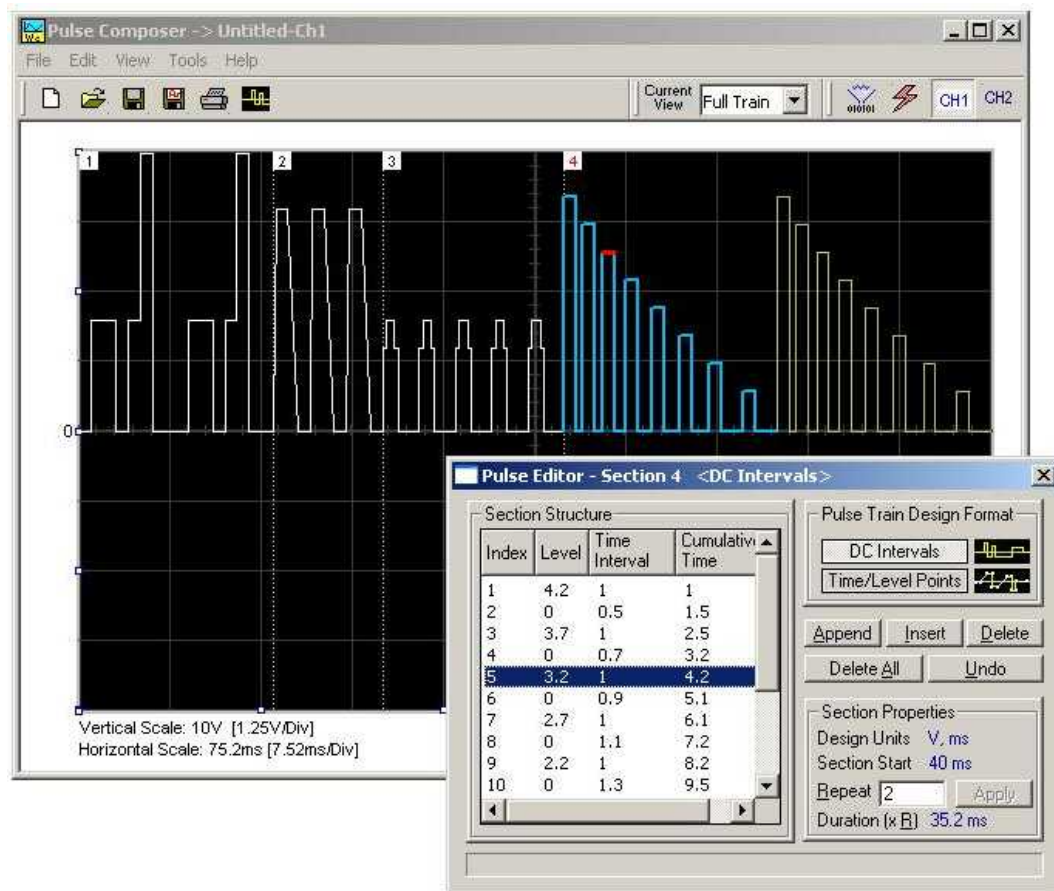 Pulse Composer -> Untitled-Ch1
File Edit View Tools Help
Current View Full Train CH1 CH2
1 2 3 4
0
Vertical Scale: 10V [1.25V/Div]
Horizontal Scale: 75.2ms [7.52ms/Div]
Pulse Editor - Section 4 <DC Intervals>
Section Structure
Index Level Time Interval Cumulative Time
1 4.2 1 1
2 0 0.5 1.5
3 3.7 1 2.5
4 0 0.7 3.2
5 3.2 1 4.2
6 0 0.9 5.1
7 2.7 1 6.1
8 0 1.1 7.2
9 2.2 1 8.2
10 0 1.3 9.5
Pulse Train Design Format
DC Intervals
Time/Level Points
Append Insert Delete
Delete All Undo
Section Properties
Design Units V, ms
Section Start 40 ms
Repeat 2 Apply
Duration (x R) 35.2 ms